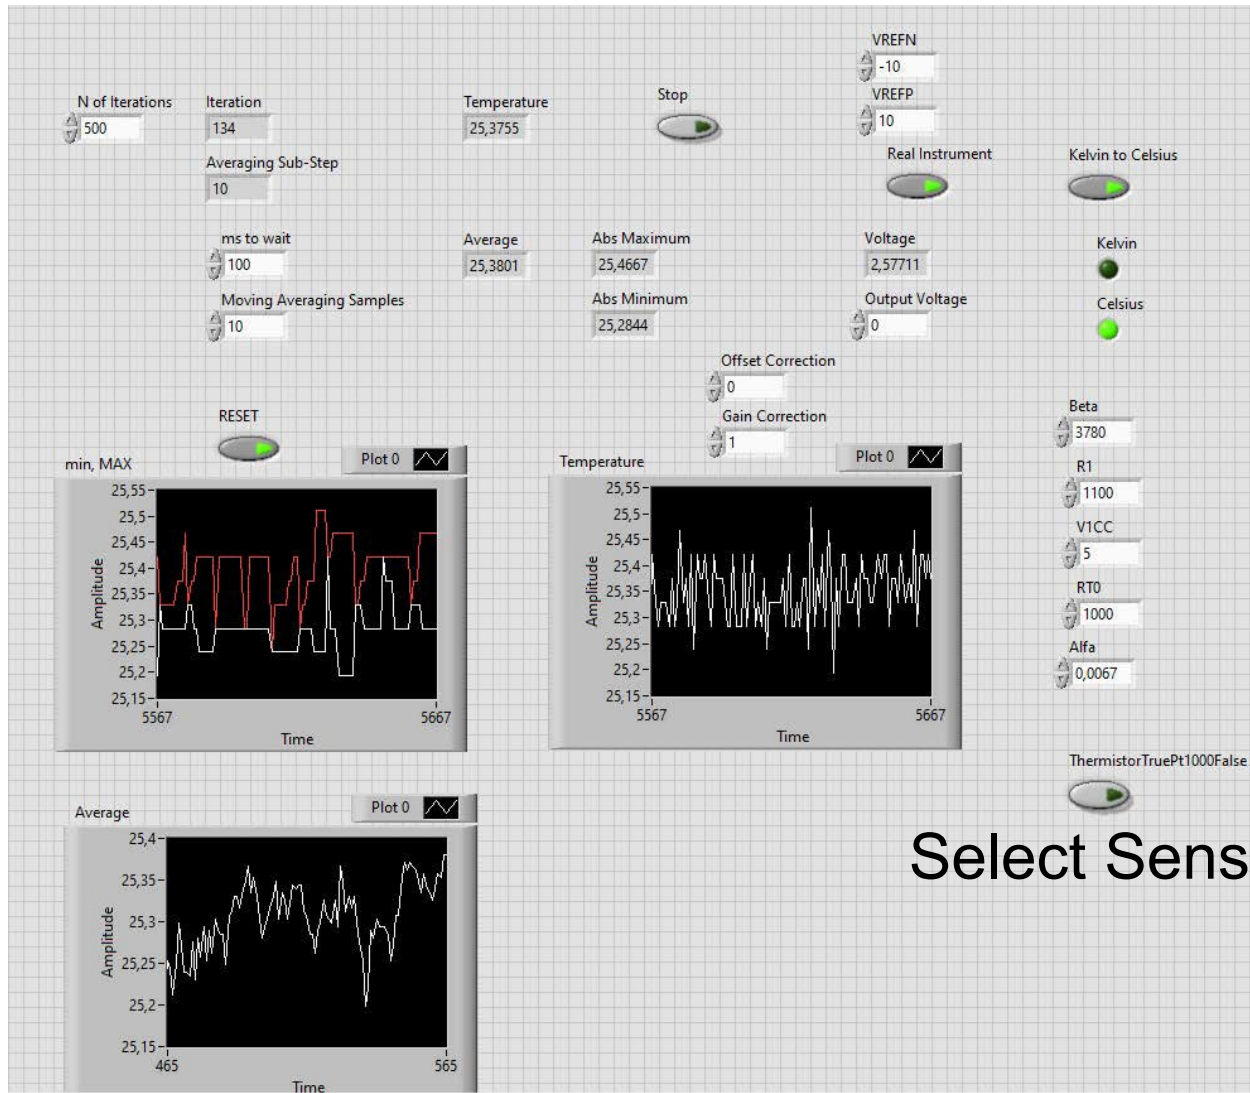 VREFN
-10
VREFP
10
N of Iterations
500
Iteration
134
Temperature
25,3755
Stop
Averaging Sub-Step
10
Real Instrument
Kelvin to Celsius
ms to wait
100
Average
25,3801
Abs Maximum
25,4667
Voltage
2,57711
Kelvin
Moving Averaging Samples
10
Abs Minimum
25,2844
Output Voltage
0
Celsius
Offset Correction
0
Gain Correction
1
RESET
Beta
3780
R1
1100
V1CC
5
RT0
1000
Alfa
0,0067
min, MAX
Plot 0
Amplitude
25,55
25,5
25,45
25,4
25,35
25,3
25,25
25,2
25,15
5567
5667
Time
Temperature
Plot 0
Amplitude
25,55
25,5
25,45
25,4
25,35
25,3
25,25
25,2
25,15
5567
5667
Time
ThermistorTruePt1000False
Select Sens
Average
Plot 0
Amplitude
25,4
25,35
25,3
25,25
25,2
25,15
465
565
Time